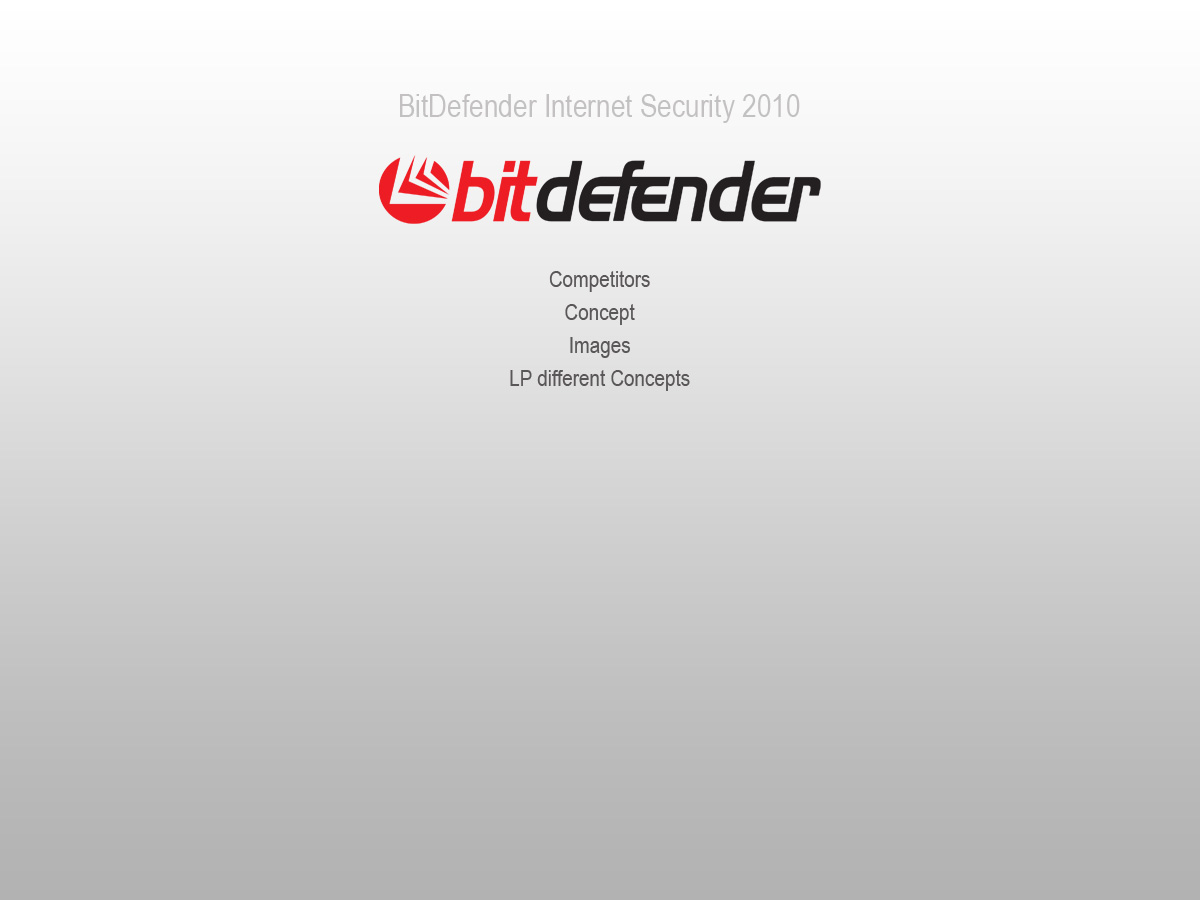 BitDefender Internet Security 2010
bitdefender
Competitors
Concept
Images
LP different Concepts